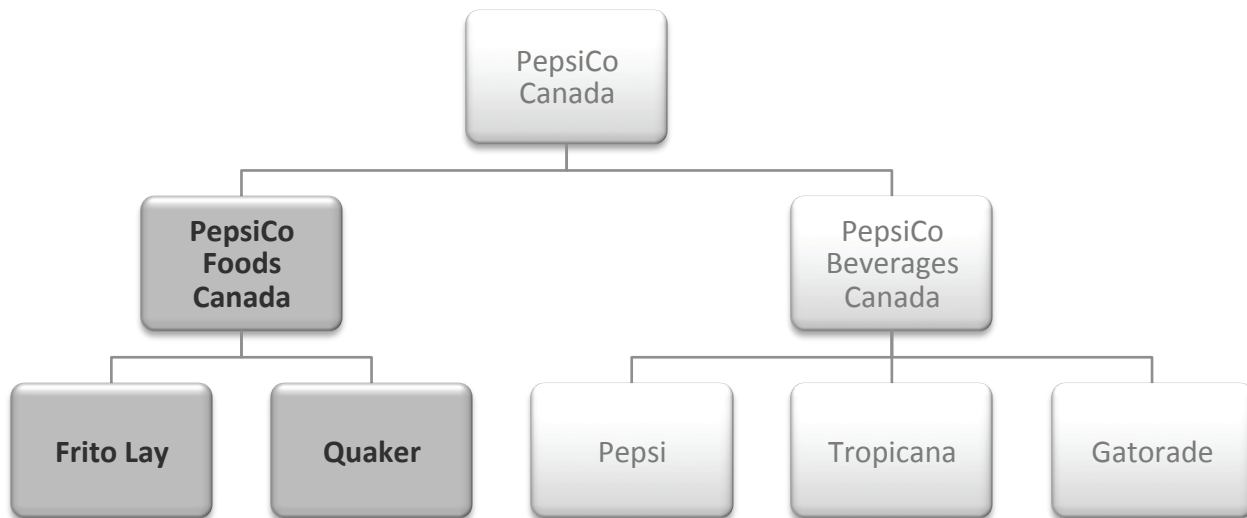 PepsiCo
Canada
PepsiCo
Foods
Canada
PepsiCo
Beverages
Canada
Frito Lay
Quaker
Pepsi
Tropicana
Gatorade